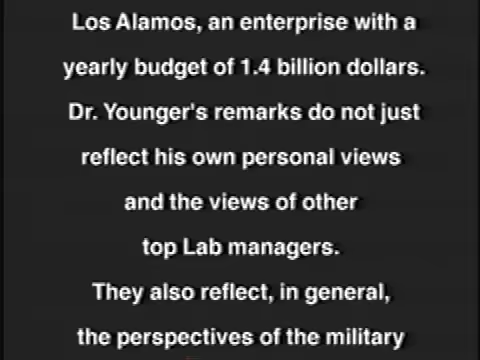 Los Alamos, an enterprise with a
yearly budget of 1.4 billion dollars.
Dr. Younger's remarks do not just
reflect his own personal views
and the views of other
top Lab managers.
They also reflect, in general,
the perspectives of the military